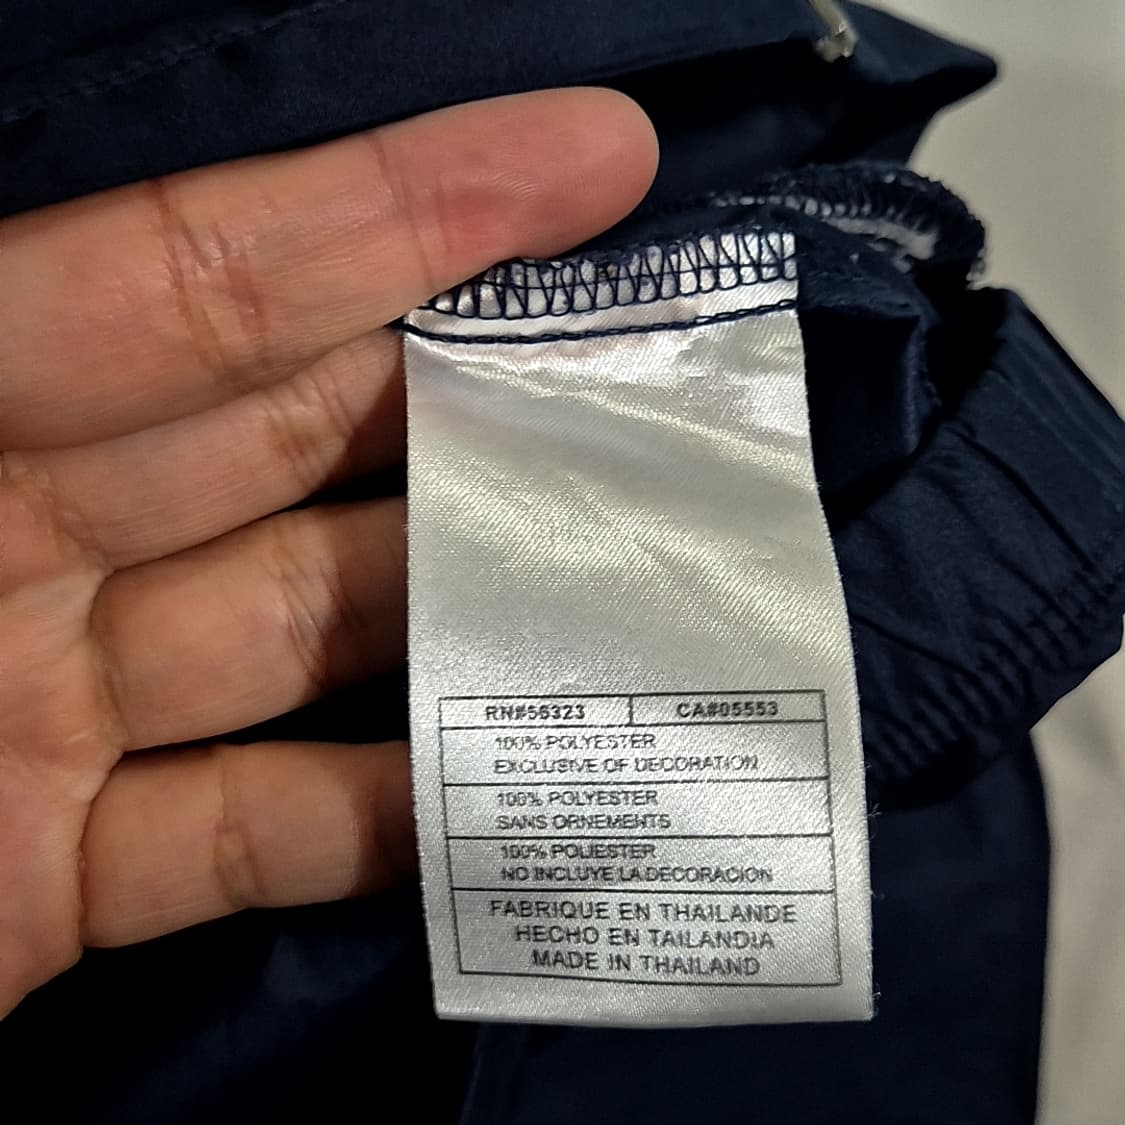 RN#56323 CA#05553
100% POLYESTER
EXCLUSIVE OF DECORATION
100% POLYESTER
SANS ORNEMENTS
100% POLIESTER
NO INCLUYE LA DECORACION
FABRIQUE EN THAILANDE
HECHO EN TAILANDIA
MADE IN THAILAND